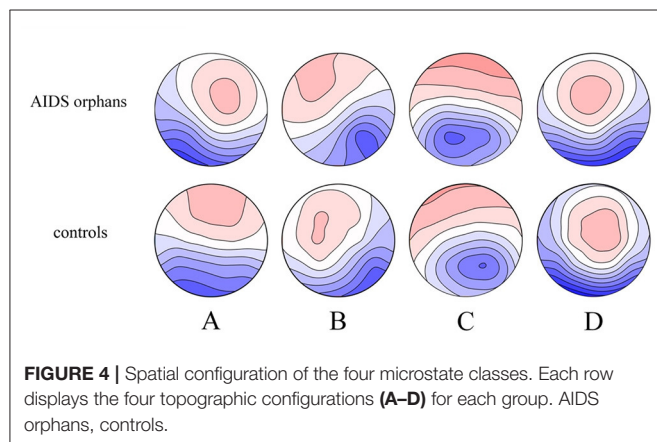 AIDS orphans
controls
A B C D
FIGURE 4 | Spatial configuration of the four microstate classes. Each row
displays the four topographic configurations (A–D) for each group. AIDS
orphans, controls.